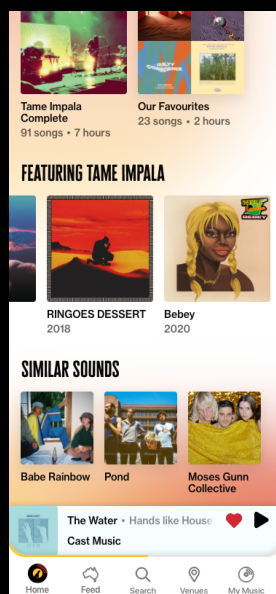 Tame Impala
Complete
91 songs • 7 hours
Our Favourites
23 songs • 2 hours
FEATURING TAME IMPALA
RINGOES DESSERT
2018
Bebey
2020
SIMILAR SOUNDS
Babe Rainbow
Pond
Moses Gunn
Collective
The Water • Hands like House
Cast Music
Home
Feed
Search
Venues
My Music